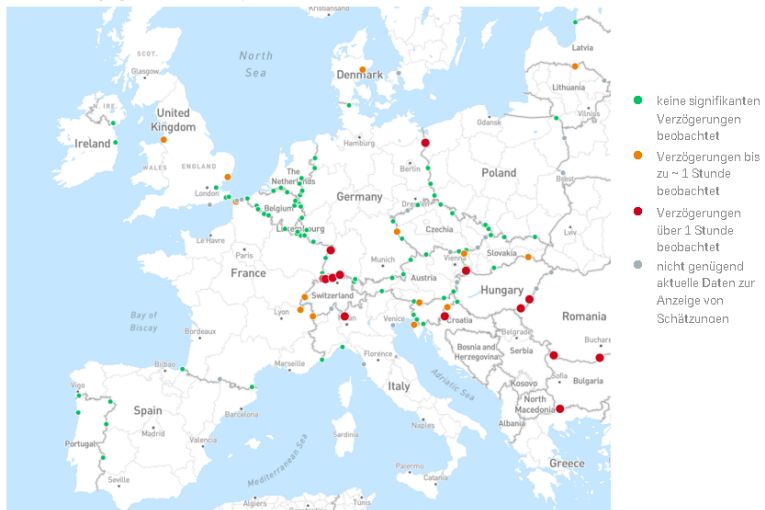 Kristiansand
North
Sea
SCOT.
Glasgow
Denmark
Latvia
Lithuania
Vilnius
N. IRE.
United
Kingdom
Ireland
Gdansk
Hamburg
WALES
ENGLAND
The
Netherlands
Berlin
Poland
London
Germany
Brest
Belgium
Luxembourg
Czechia
Lviv
Le Havre
Paris
Slovakia
Munich
Vienna
France
Austria
Switzerland
Hungary
Lyon
Venice
Croatia
Romania
Bay of
Biscay
Bordeaux
Belgrade
Buchare
Bosnia and
Herzegovina
Serbia
Florence
Marseille
Bilbao
Adriatic Sea
Sofia
Bulgaria
Kosovo
Vigo
Italy
North
Macedonia
Spain
Barcelona
Albania
Naples
Madrid
Portugal
Valencia
Sardinia
Mediterranean Sea
Greece
Palermo
Catania
Seville
Algiers
Tunis
keine signifikanten
Verzögerungen
beobachtet
Verzögerungen bis
zu ~ 1 Stunde
beobachtet
Verzögerungen
über 1 Stunde
beobachtet
nicht genügend
aktuelle Daten zur
Anzeige von
Schätzungen